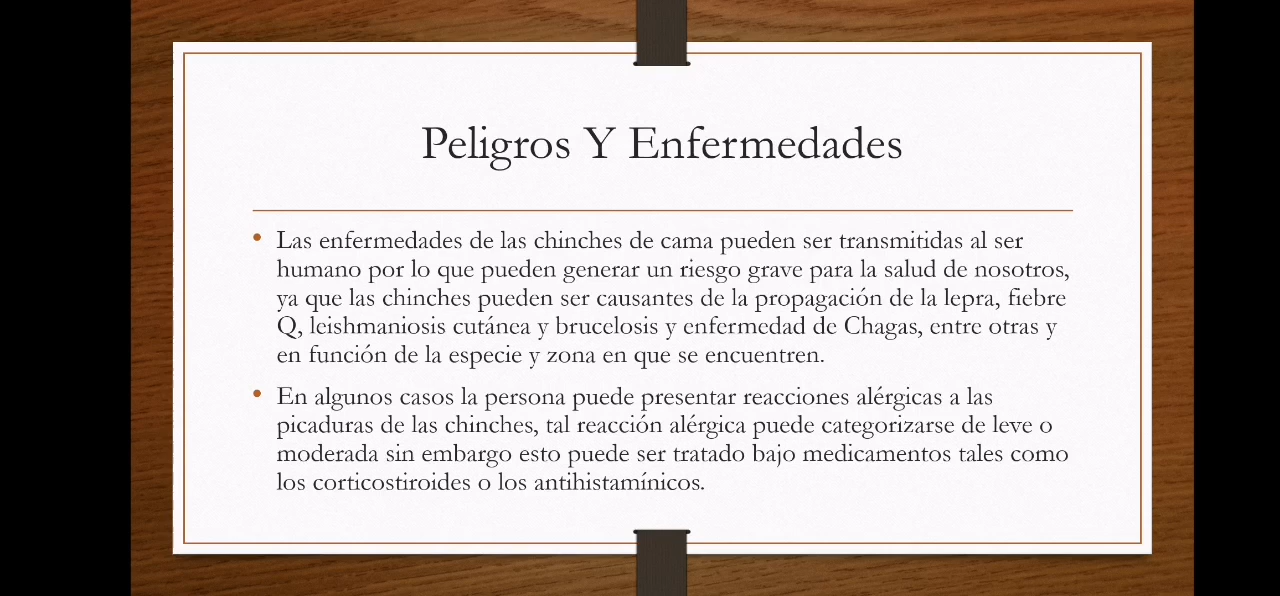 Peligros Y Enfermedades
• Las enfermedades de las chinches de cama pueden ser transmitidas al ser
humano por lo que pueden generar un riesgo grave para la salud de nosotros,
ya que las chinches pueden ser causantes de la propagación de la lepra, fiebre
Q, leishmaniosis cutánea y brucelosis y enfermedad de Chagas, entre otras y
en función de la especie y zona en que se encuentren.
• En algunos casos la persona puede presentar reacciones alérgicas a las
picaduras de las chinches, tal reacción alérgica puede categorizarse de leve o
moderada sin embargo esto puede ser tratado bajo medicamentos tales como
los corticostiroides o los antihistamínicos.